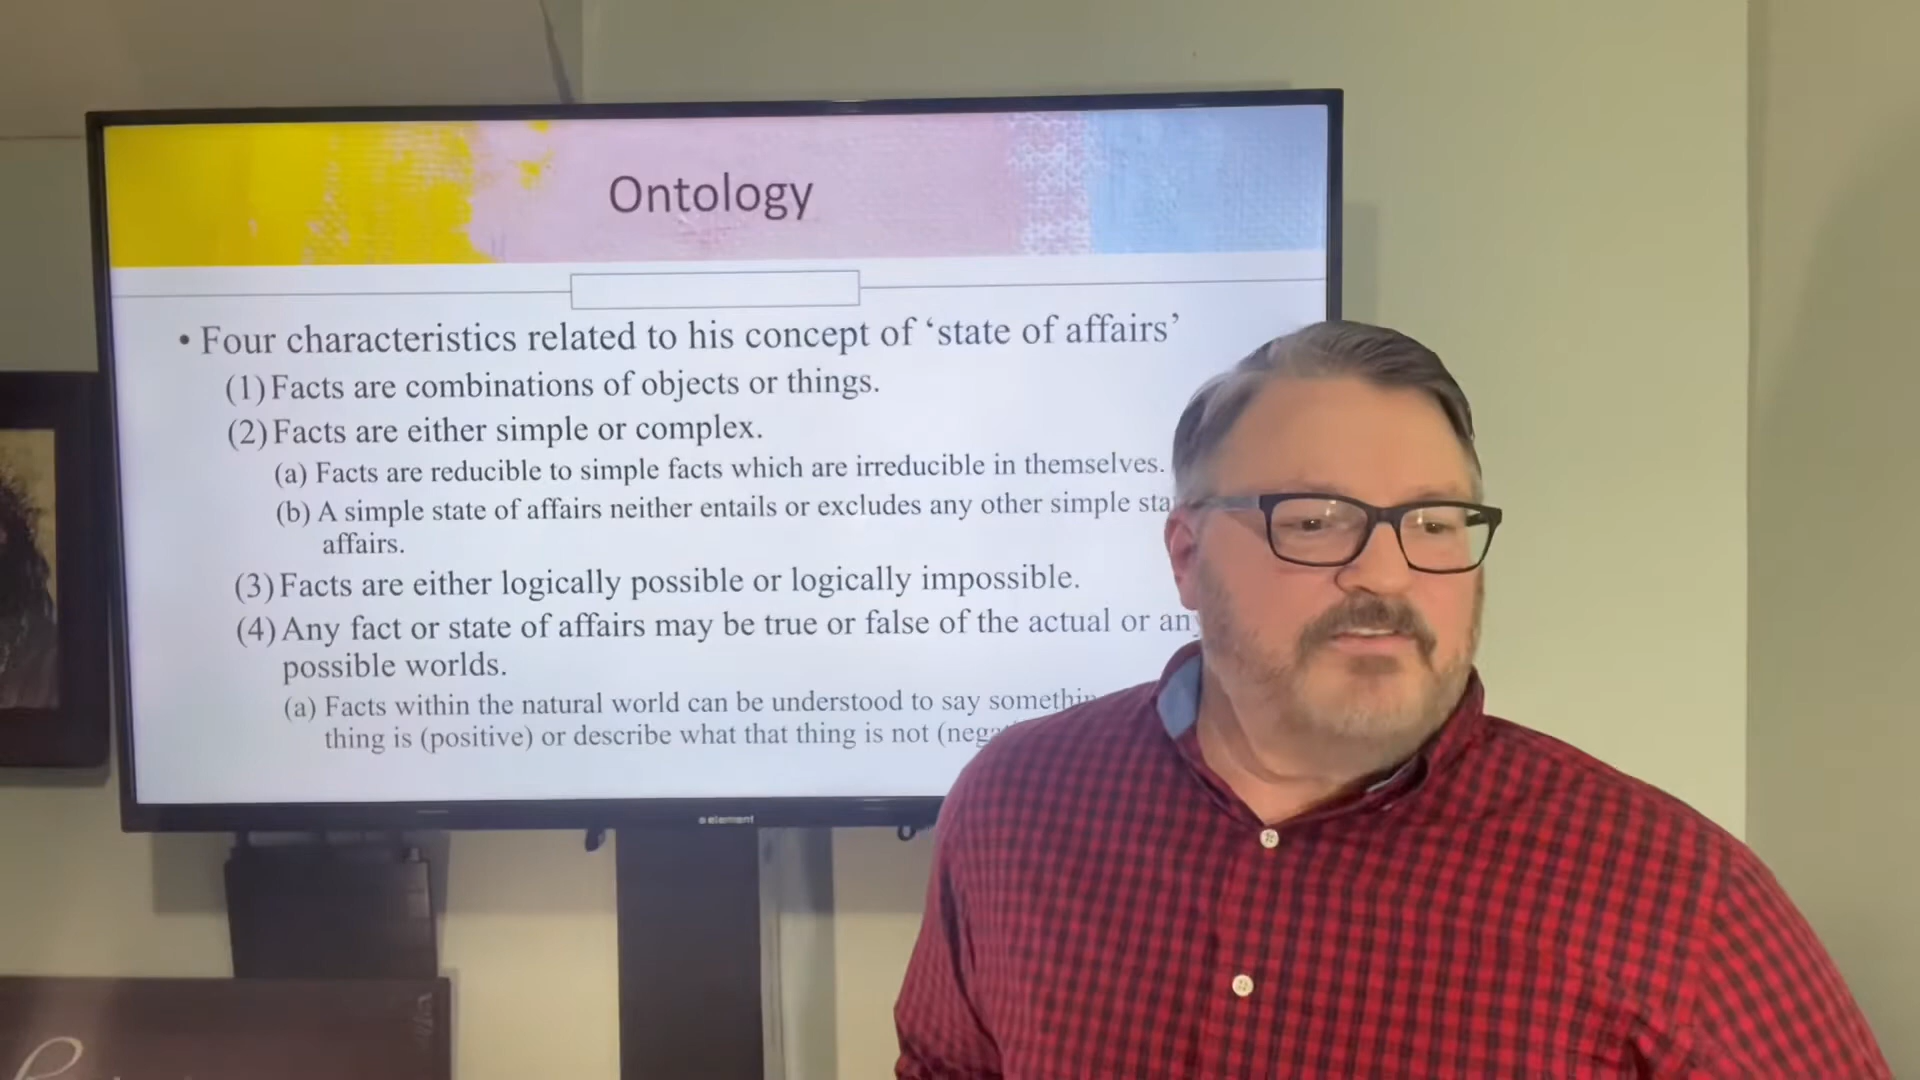 Ontology
• Four characteristics related to his concept of ‘state of affairs’
(1) Facts are combinations of objects or things.
(2) Facts are either simple or complex.
(a) Facts are reducible to simple facts which are irreducible in themselves.
(b) A simple state of affairs neither entails or excludes any other simple
affairs.
(3) Facts are either logically possible or logically impossible.
(4) Any fact or state of affairs may be true or false of the actual or
possible worlds.
(a) Facts within the natural world can be understood to say
thing is (positive) or describe what that thing is not
element